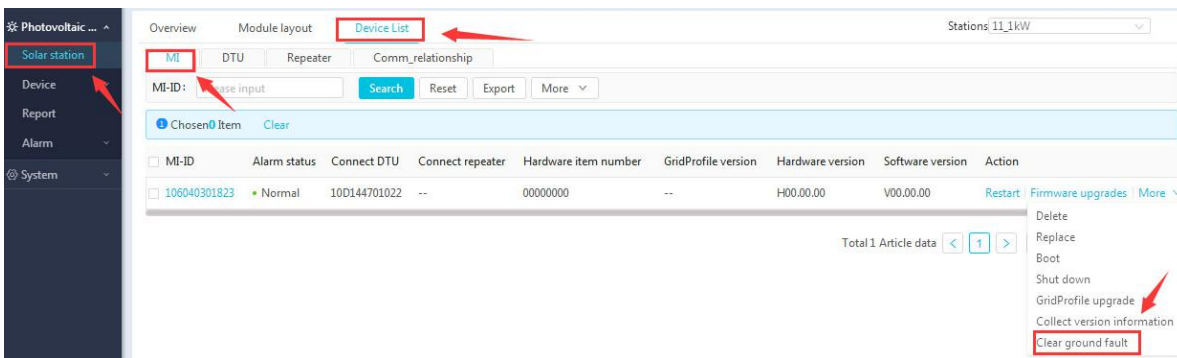 Photovoltaic ...
Solar station
Device
Report
Alarm
System
Overview Module layout Device List Stations 11_1kW
MI DTU Repeater Comm_relationship
MI-ID: ease input Search Reset Export More
Chosen0 Item Clear
MI-ID Alarm status Connect DTU Connect repeater Hardware item number GridProfile version Hardware version Software version Action
106040301823 Normal 10D144701022 -- 00000000 -- H00.00.00 V00.00.00 Restart Firmware upgrades More
Total 1 Article data < 1 >
Delete
Replace
Boot
Shut down
GridProfile upgrade
Collect version information
Clear ground fault